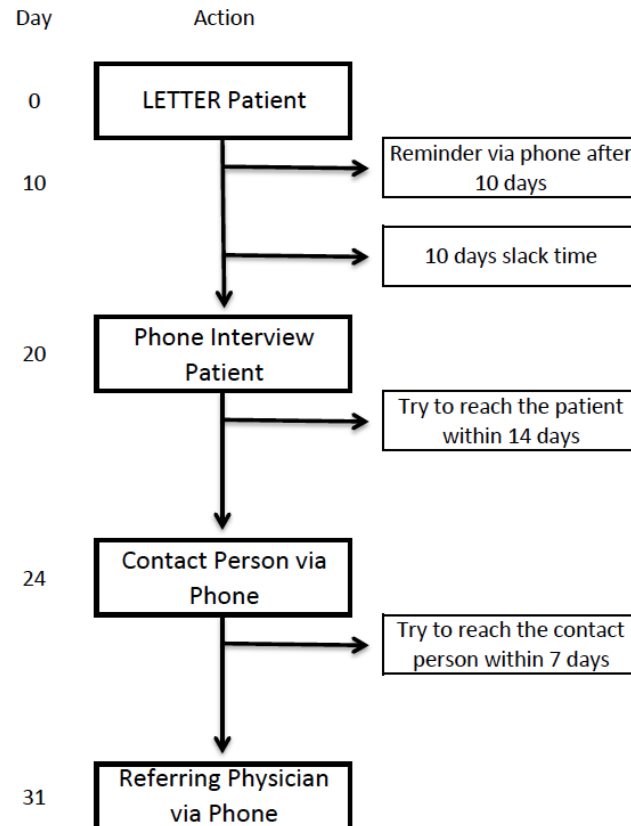 Day Action
0
LETTER Patient
Reminder via phone after
10 days
10
10 days slack time
20
Phone Interview
Patient
Try to reach the patient
within 14 days
24
Contact Person via
Phone
Try to reach the contact
person within 7 days
31
Referring Physician
via Phone